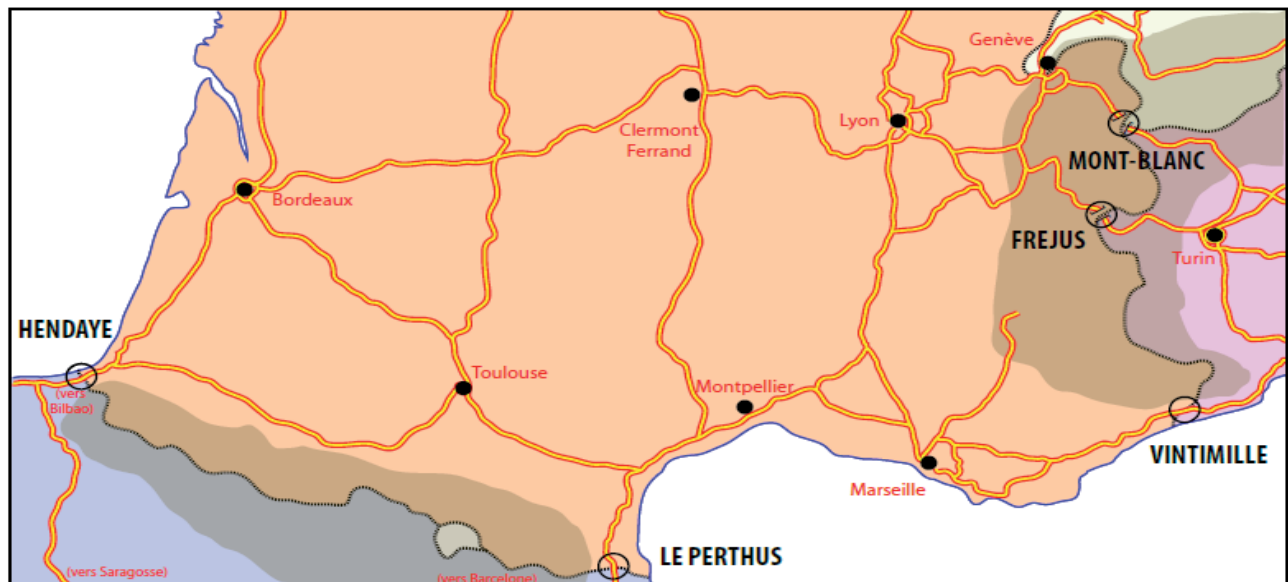 Genève
Clermont
Ferrand
Lyon
MONT-BLANC
Bordeaux
FREJUS
Turin
HENDAYE
Toulouse
Montpellier
(vers
Bilbao)
VINTIMILLE
Marseille
LE PERTHUS
(vers Saragosse)
(vers Barcelone)